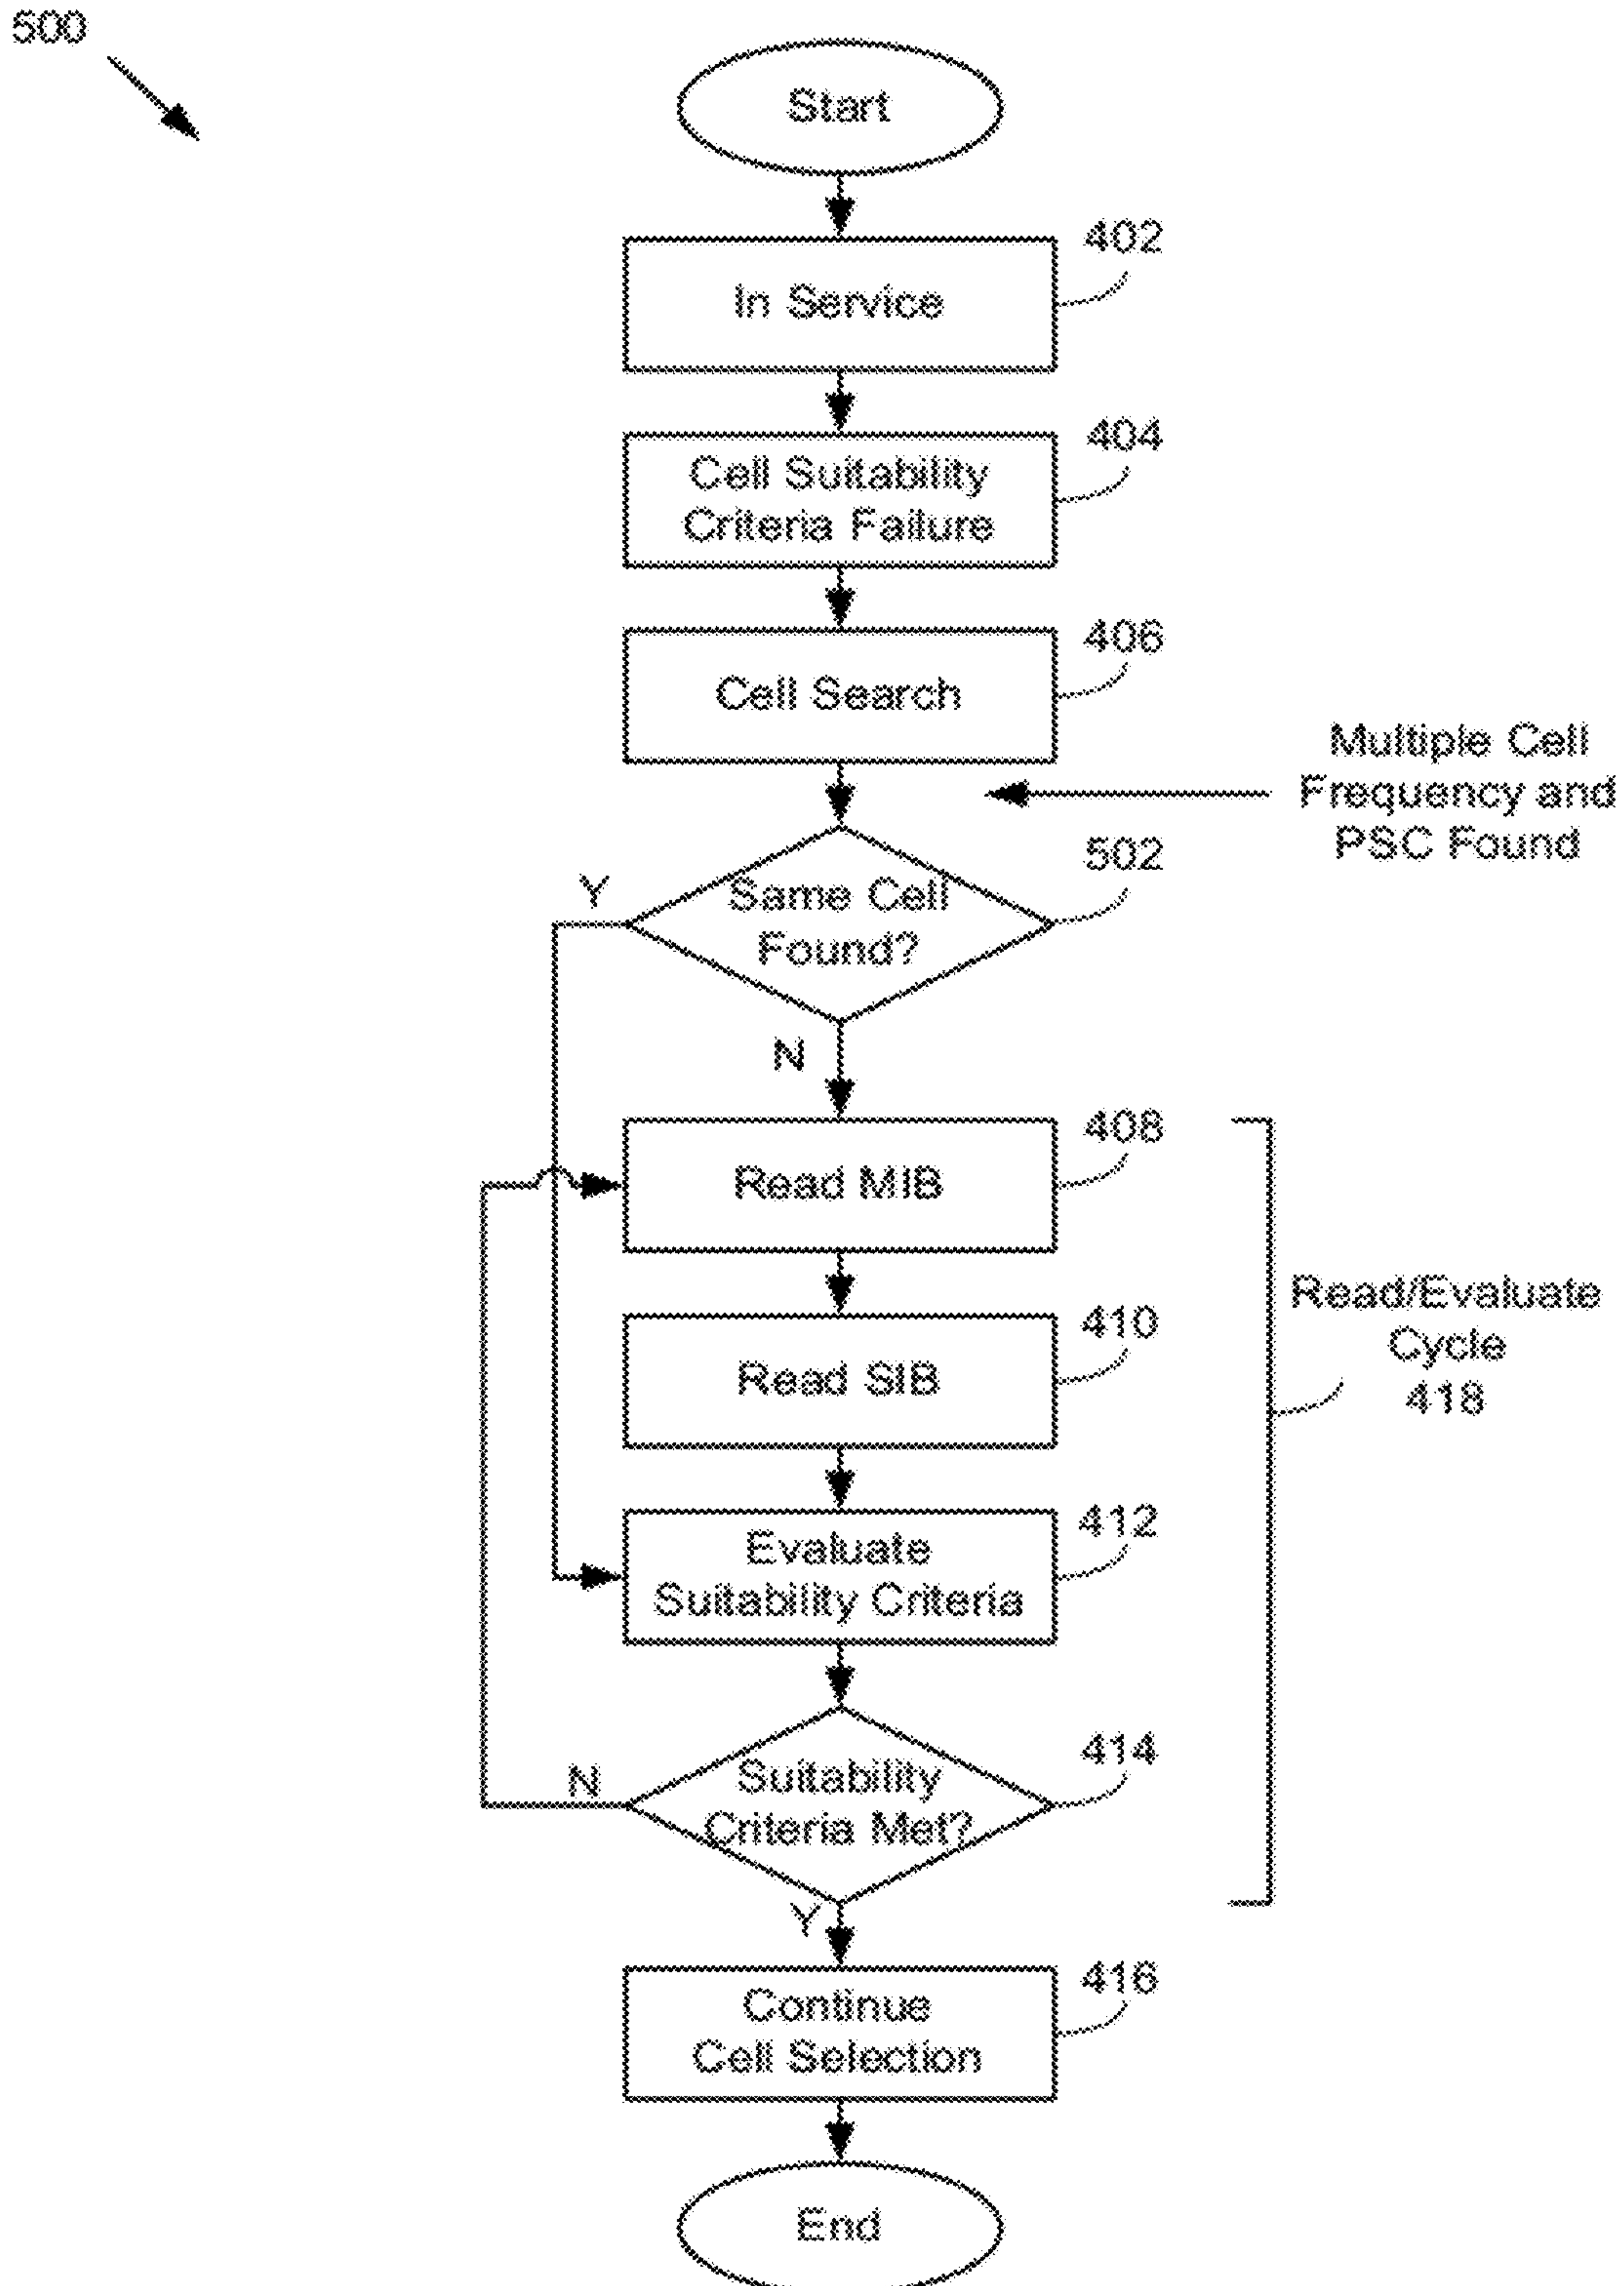 500
Start
402
In Service
404
Cell Suitability
Criteria Failure
406
Cell Search
Multiple Cell
Frequency and
PSC Found
502
Y
Same Cell
Found?
N
408
Read MIB
410
Read SIB
Read/Evaluate
Cycle
418
412
Evaluate
Suitability Criteria
414
N
Suitability
Criteria Met?
Y
416
Continue
Cell Selection
End